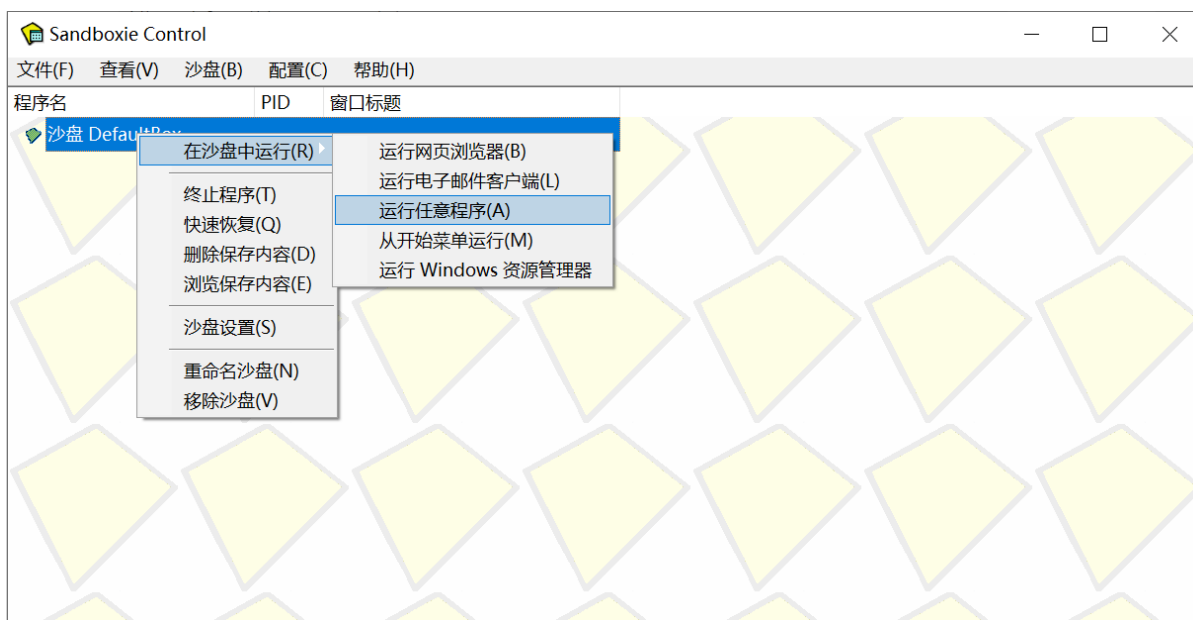 Sandboxie Control
文件(F) 查看(V) 沙盘(B) 配置(C) 帮助(H)
程序名 PID 窗口标题
沙盘 DefaultBox
在沙盘中运行(R)
终止程序(T)
快速恢复(Q)
删除保存内容(D)
浏览保存内容(E)
沙盘设置(S)
重命名沙盘(N)
移除沙盘(V)
运行网页浏览器(B)
运行电子邮件客户端(L)
运行任意程序(A)
从开始菜单运行(M)
运行 Windows 资源管理器